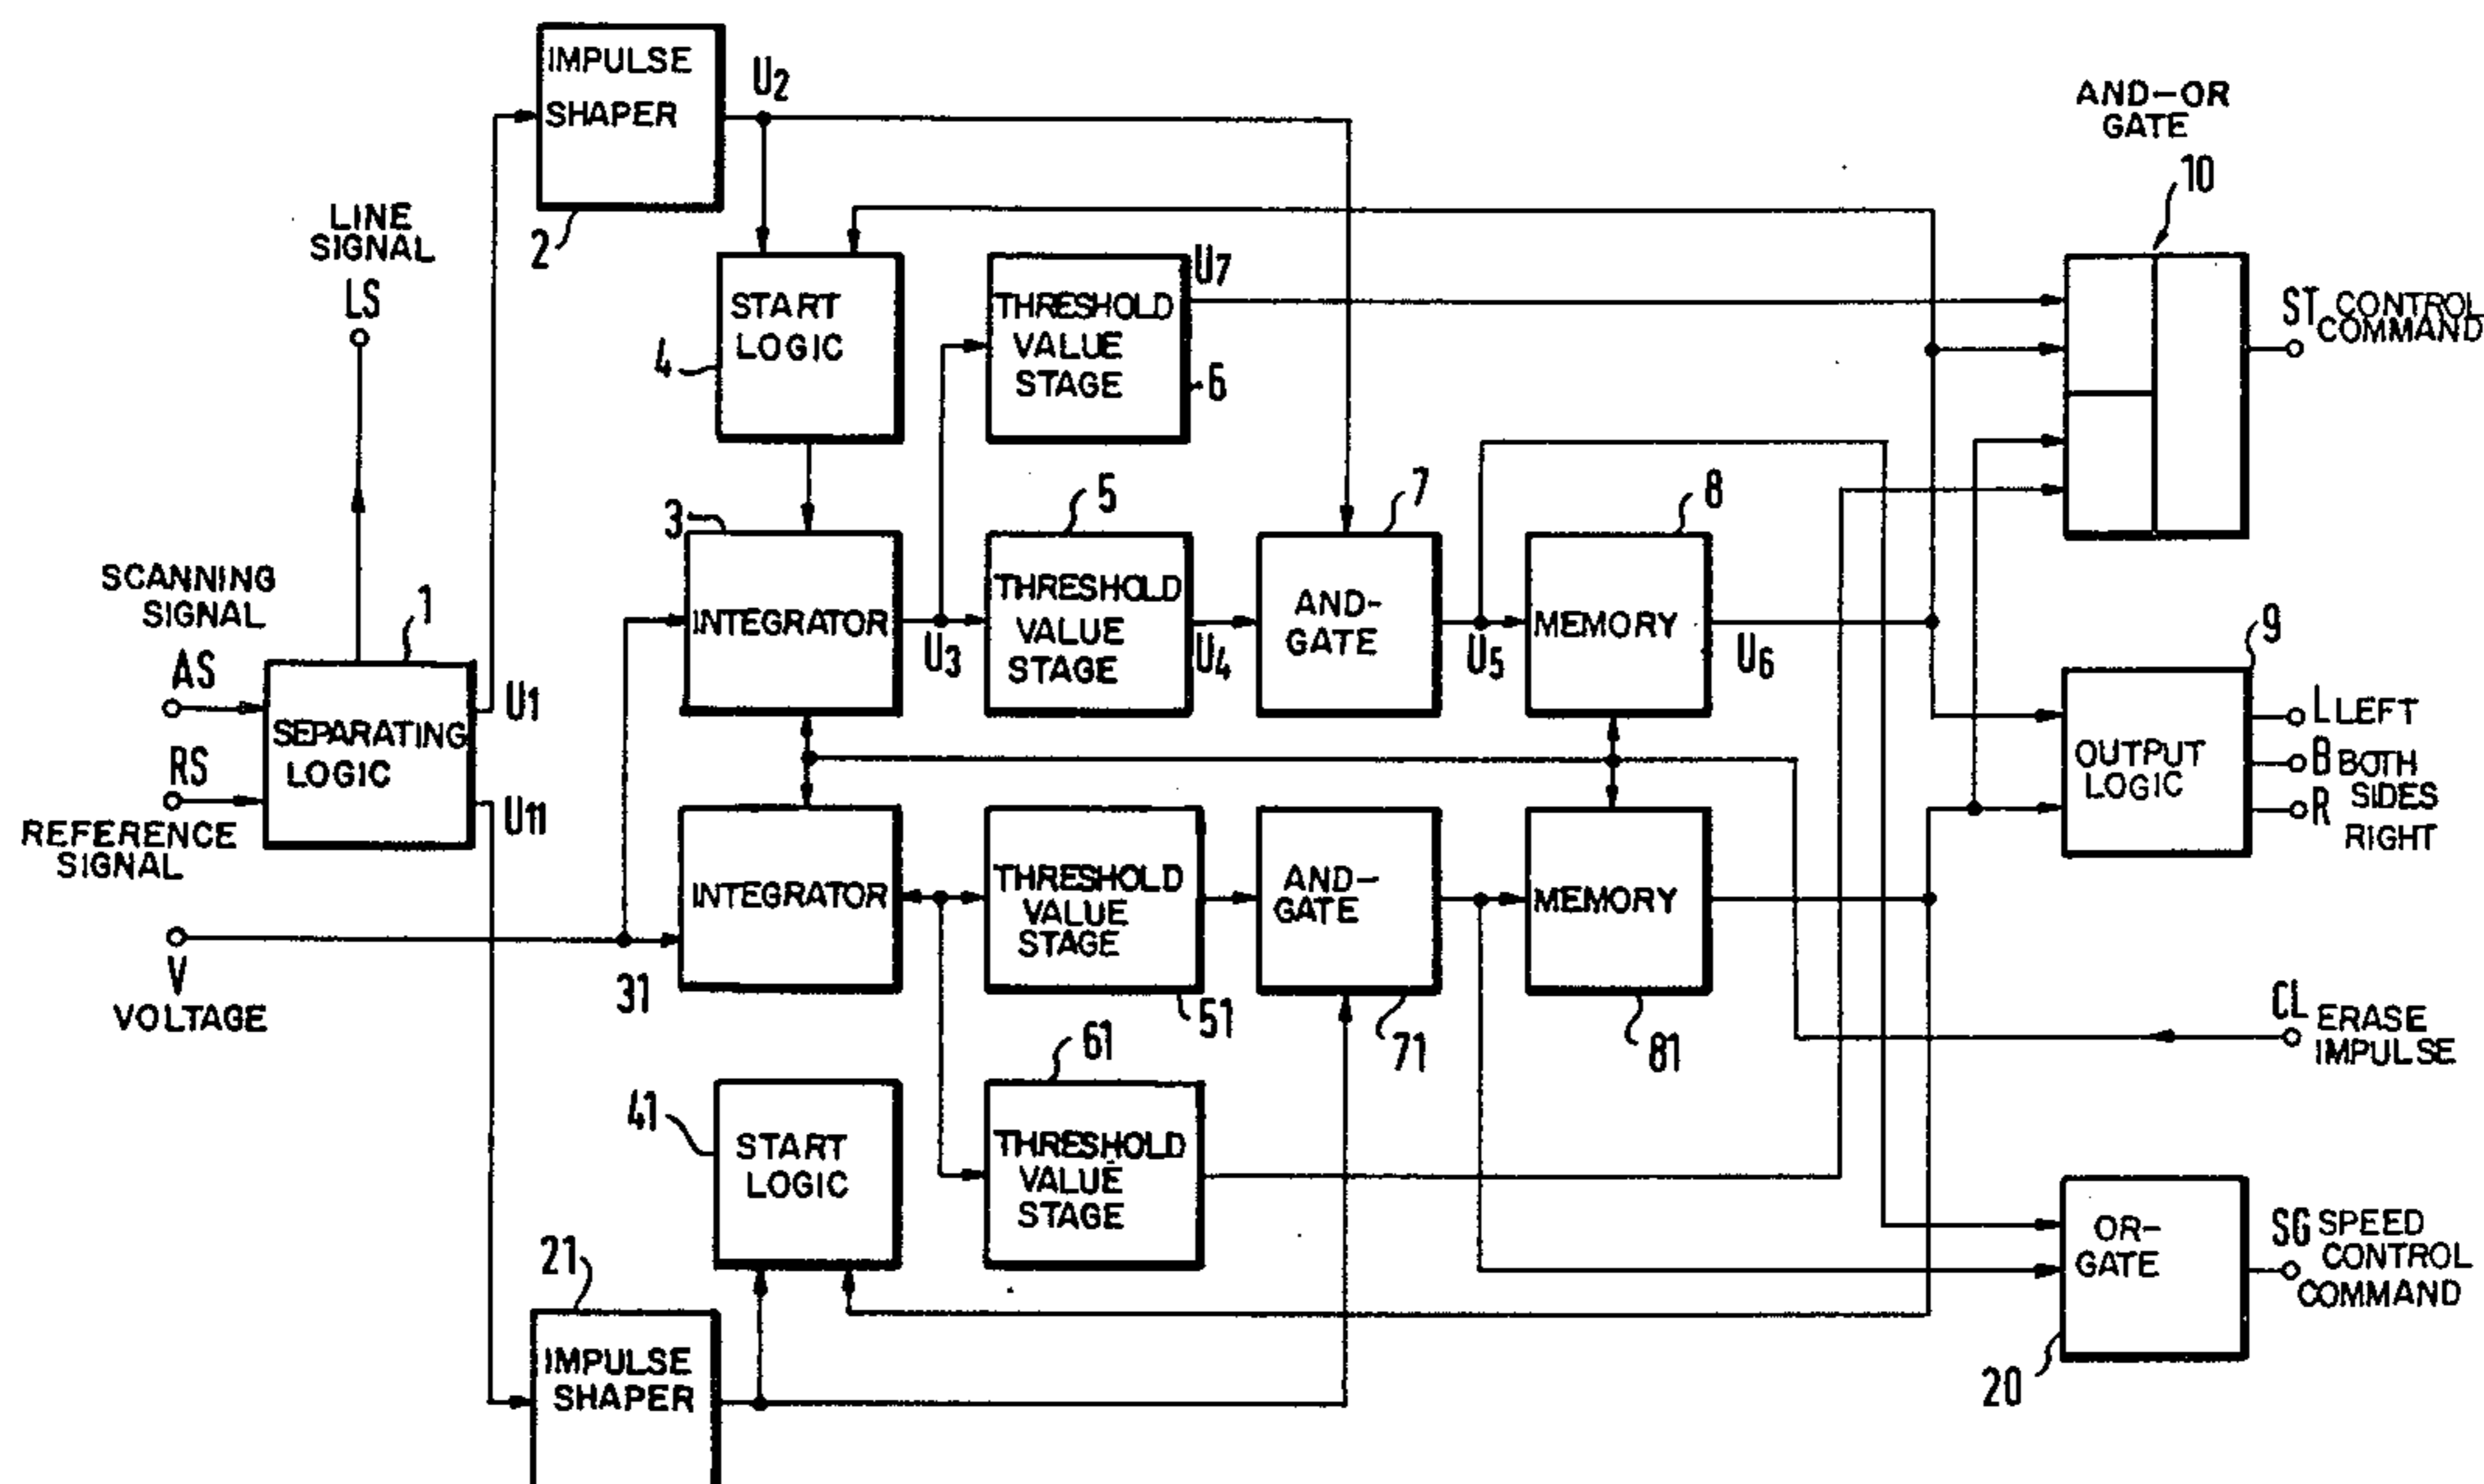 IMPULSE
SHAPER
2
U2
AND-OR
GATE
10
LINE
SIGNAL
LS
START
LOGIC
4
THRESHOLD
VALUE
STAGE
6
U7
ST CONTROL
COMMAND
SCANNING
SIGNAL
AS
RS
REFERENCE
SIGNAL
1
SEPARATING
LOGIC
U1
U11
3
INTEGRATOR
U3
5
THRESHOLD
VALUE
STAGE
U4
7
AND-
GATE
U5
8
MEMORY
U6
9
OUTPUT
LOGIC
L LEFT
B BOTH
SIDES
R RIGHT
V
VOLTAGE
31
INTEGRATOR
THRESHOLD
VALUE
STAGE
51
AND-
GATE
71
MEMORY
81
CL ERASE
IMPULSE
41
START
LOGIC
61
THRESHOLD
VALUE
STAGE
OR-
GATE
20
SG SPEED
CONTROL
COMMAND
21
IMPULSE
SHAPER